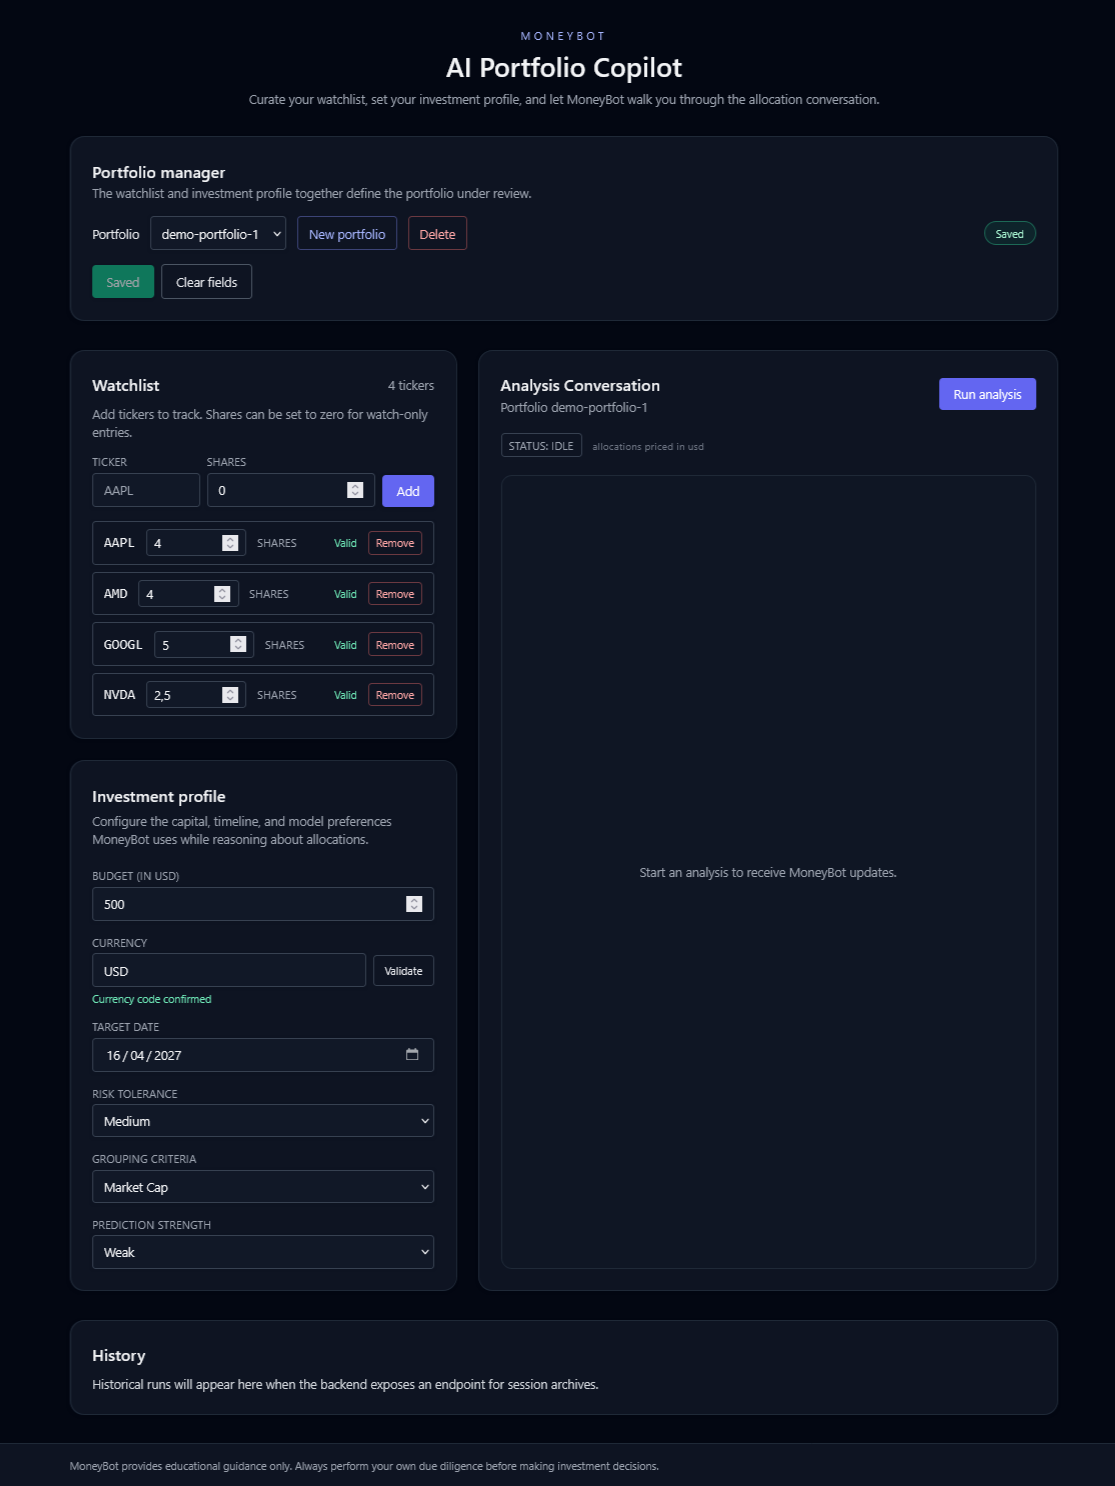 MONEYBOT
AI Portfolio Copilot
Curate your watchlist, set your investment profile, and let MoneyBot walk you through the allocation conversation.
Portfolio manager
The watchlist and investment profile together define the portfolio under review.
Portfolio demo-portfolio-1 New portfolio Delete Saved
Saved Clear fields
Watchlist 4 tickers
Add tickers to track. Shares can be set to zero for watch-only
entries.
TICKER SHARES
AAPL 0 Add
AAPL 4 SHARES Valid Remove
AMD 4 SHARES Valid Remove
GOOGL 5 SHARES Valid Remove
NVDA 2,5 SHARES Valid Remove
Investment profile
Configure the capital, timeline, and model preferences
MoneyBot uses while reasoning about allocations.
BUDGET (IN USD)
500
CURRENCY
USD Validate
Currency code confirmed
TARGET DATE
16/04/2027
RISK TOLERANCE
Medium
GROUPING CRITERIA
Market Cap
PREDICTION STRENGTH
Weak
Analysis Conversation
Portfolio demo-portfolio-1
Run analysis
STATUS: IDLE allocations priced in usd
Start an analysis to receive MoneyBot updates.
History
Historical runs will appear here when the backend exposes an endpoint for session archives.
MoneyBot provides educational guidance only. Always perform your own due diligence before making investment decisions.